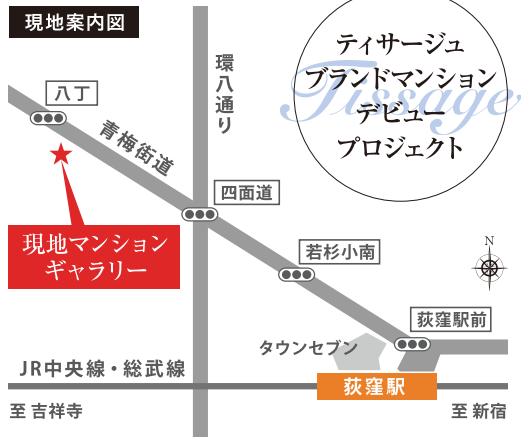 現地案内図
ティサージュ
ブランドマンション
デビュー
プロジェクト
Tissage
八丁
環八通り
青梅街道
四面道
現地マンション
ギャラリー
若杉小南
N
荻窪駅前
タウンセブン
JR中央線・総武線
荻窪駅
至 吉祥寺
至 新宿